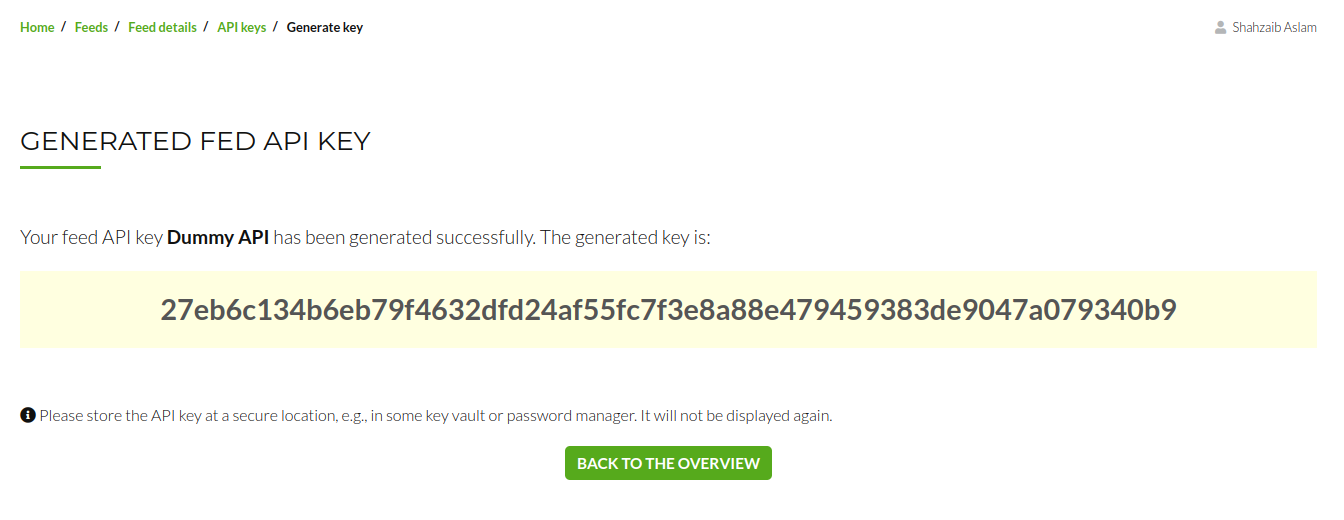 Home / Feeds / Feed details / API keys / Generate key
Shahzaib Aslam
GENERATED FED API KEY
Your feed API key Dummy API has been generated successfully. The generated key is:
27eb6c134b6eb79f4632dfd24af55fc7f3e8a88e479459383de9047a079340b9
Please store the API key at a secure location, e.g., in some key vault or password manager. It will not be displayed again.
BACK TO THE OVERVIEW